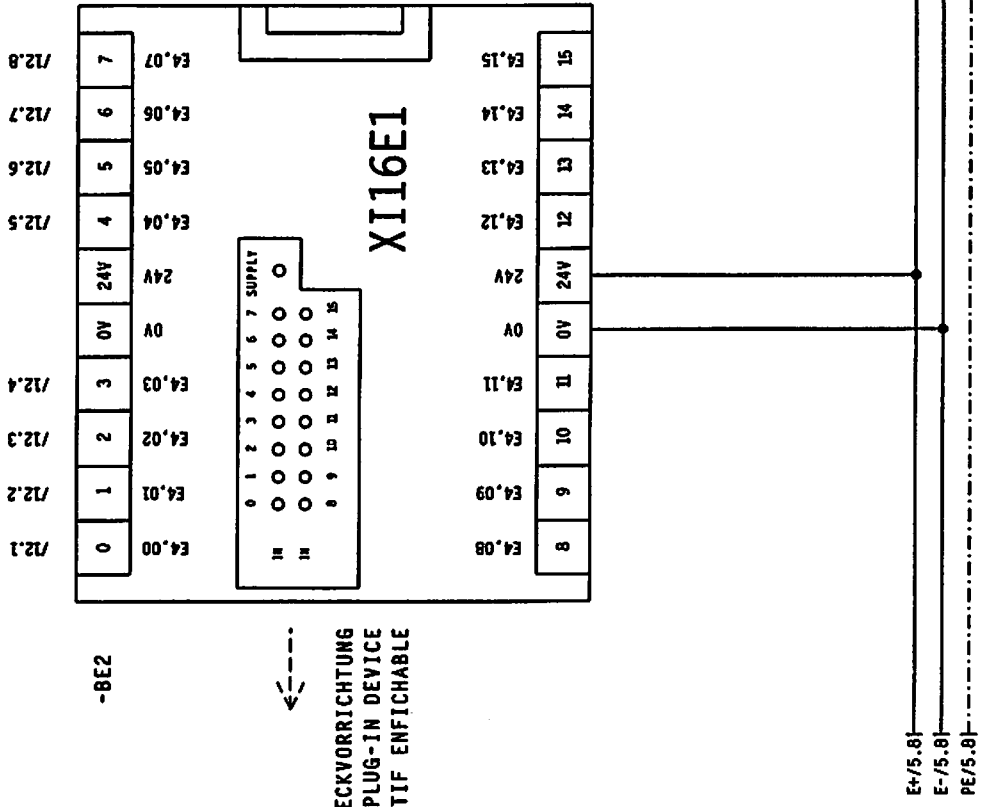 /12.1 /12.2 /12.3 /12.4 /12.5 /12.6 /12.7 /12.8
-BE2
0 1 2 3 0V 24V 4 5 6 7
E4,00 E4,01 E4,02 E4,03 0V 24V E4,04 E4,05 E4,06 E4,07
0 1 2 3 4 5 6 7 SUPPLY
IN
IN
8 9 10 11 12 13 14 15
ECKVORRICHTUNG
PLUG-IN DEVICE
TIF ENFICHABLE
XI16E1
E4,08 E4,09 E4,10 E4,11 0V 24V E4,12 E4,13 E4,14 E4,15
8 9 10 11 0V 24V 12 13 14 15
E+/5.8
E-/5.8
PE/5.8